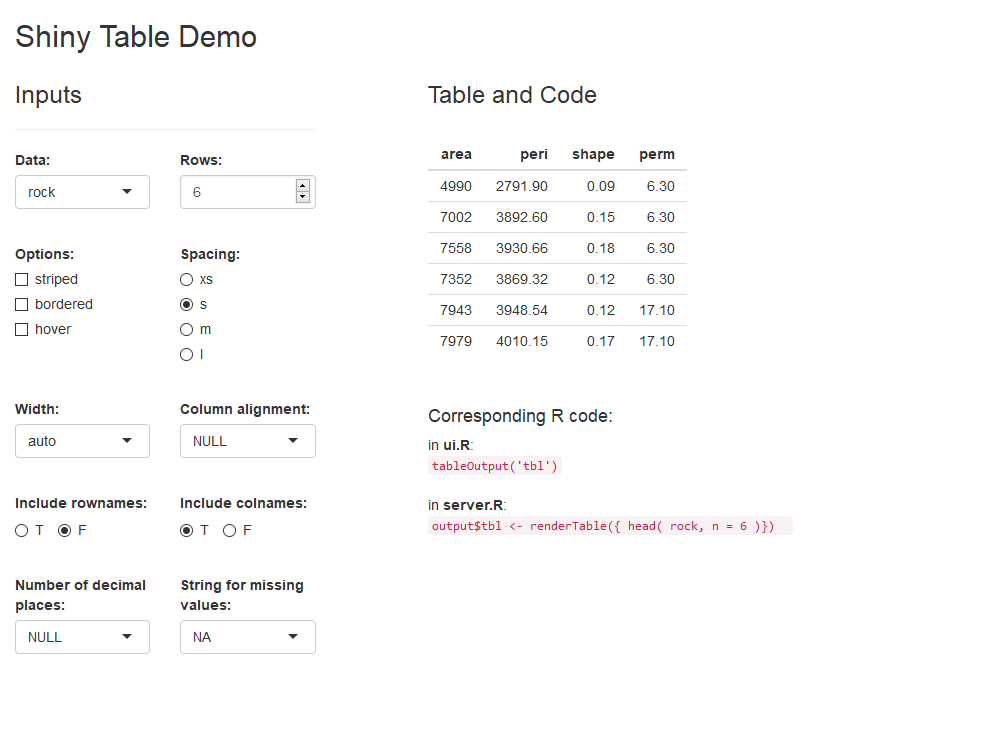 Shiny Table Demo
Inputs
Data:
Rows:
rock
6
Options:
Spacing:
striped
xs
bordered
s
hover
m
l
Width:
Column alignment:
auto
NULL
Include rownames:
Include colnames:
T F
T F
Number of decimal places:
String for missing values:
NULL
NA
Table and Code
area peri shape perm
4990 2791.90 0.09 6.30
7002 3892.60 0.15 6.30
7558 3930.66 0.18 6.30
7352 3869.32 0.12 6.30
7943 3948.54 0.12 17.10
7979 4010.15 0.17 17.10
Corresponding R code:
in ui.R:
tableOutput('tbl')
in server.R:
output$tbl <- renderTable({ head( rock, n = 6 )})